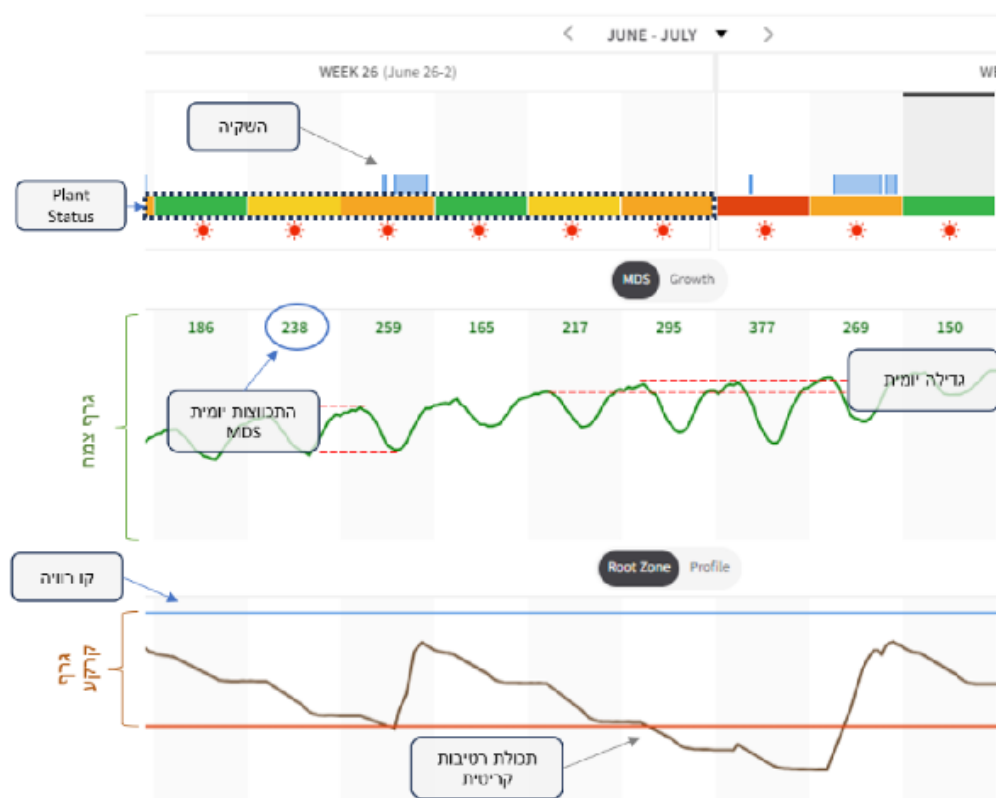 JUNE - JULY
WEEK 26 (June 26-2)
WE
השקיה
Plant
Status
MDS Growth
186 238 259 165 217 295 377 269 150
גדילה יומית
התכווצות יומית
MDS
גרף צמח
Root Zone Profile
קו רוויה
גרף
קרקע
תכולת רטיבות
קריטית